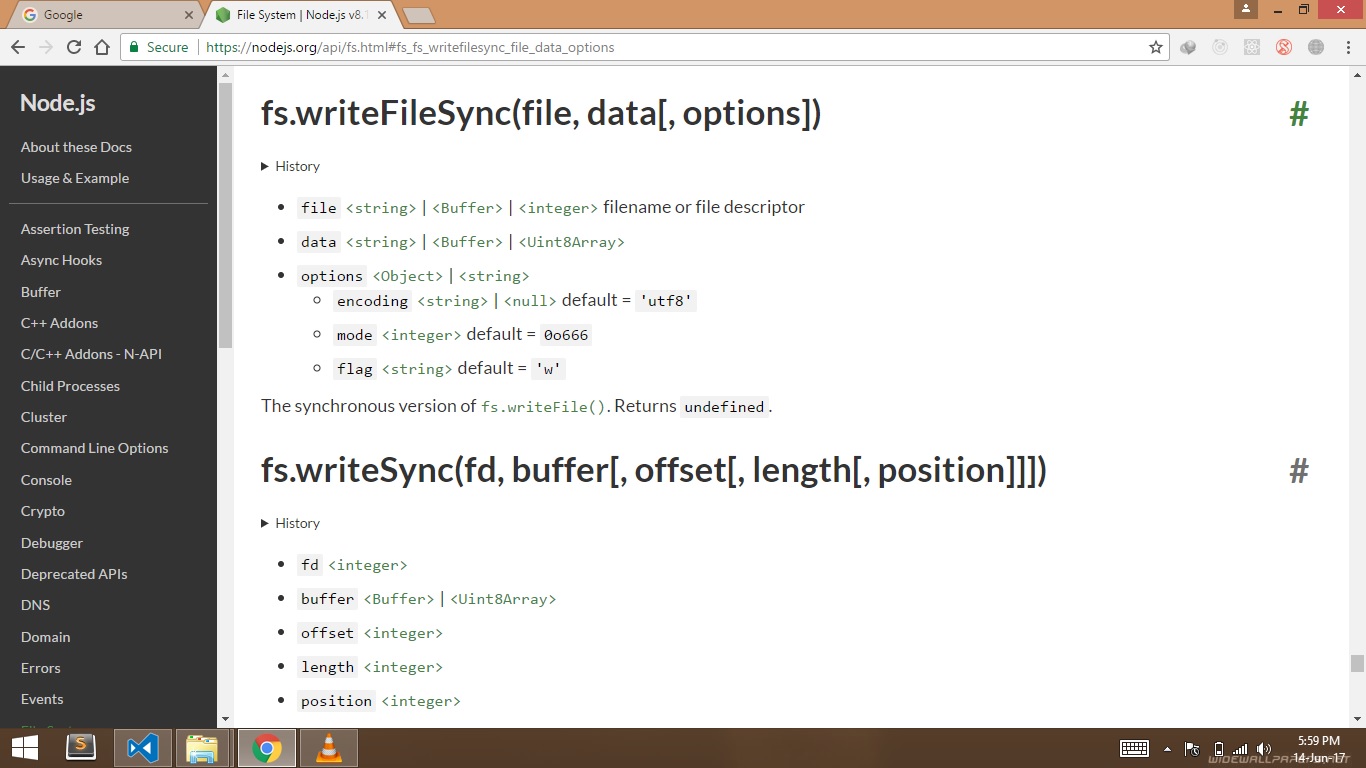 Google
File System | Node.js v8.1
Secure
https://nodejs.org/api/fs.html#fs_fs_writefilesync_file_data_options
Node.js
About these Docs
Usage & Example
Assertion Testing
Async Hooks
Buffer
C++ Addons
C/C++ Addons - N-API
Child Processes
Cluster
Command Line Options
Console
Crypto
Debugger
Deprecated APIs
DNS
Domain
Errors
Events
fs.writeFileSync(file, data[, options]) #
History
file <string> | <Buffer> | <integer> filename or file descriptor
data <string> | <Buffer> | <Uint8Array>
options <Object> | <string>
encoding <string> | <null> default = 'utf8'
mode <integer> default = 0o666
flag <string> default = 'w'
The synchronous version of fs.writeFile(). Returns undefined.
fs.writeSync(fd, buffer[, offset[, length[, position]]]) #
History
fd <integer>
buffer <Buffer> | <Uint8Array>
offset <integer>
length <integer>
position <integer>
5:59 PM
14-Jun-17